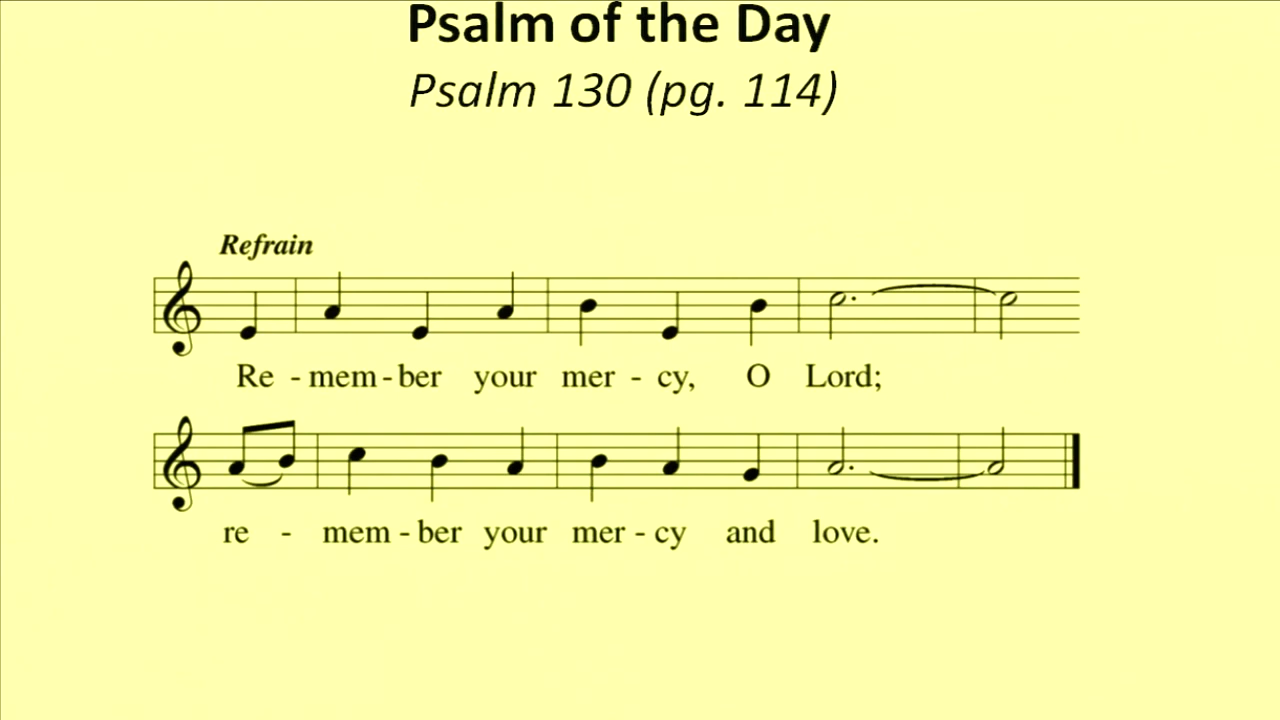 Psalm of the Day
Psalm 130 (pg. 114)
Refrain
Re - mem - ber your mer - cy, O Lord;
re - mem - ber your mer - cy and love.